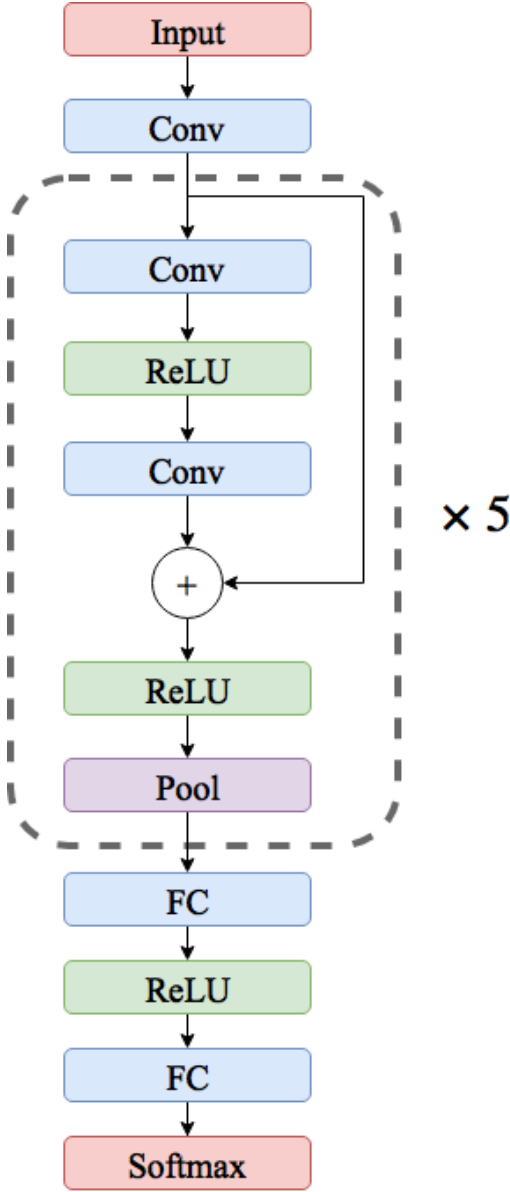 Input
Conv
Conv
ReLU
Conv
+
× 5
ReLU
Pool
FC
ReLU
FC
Softmax